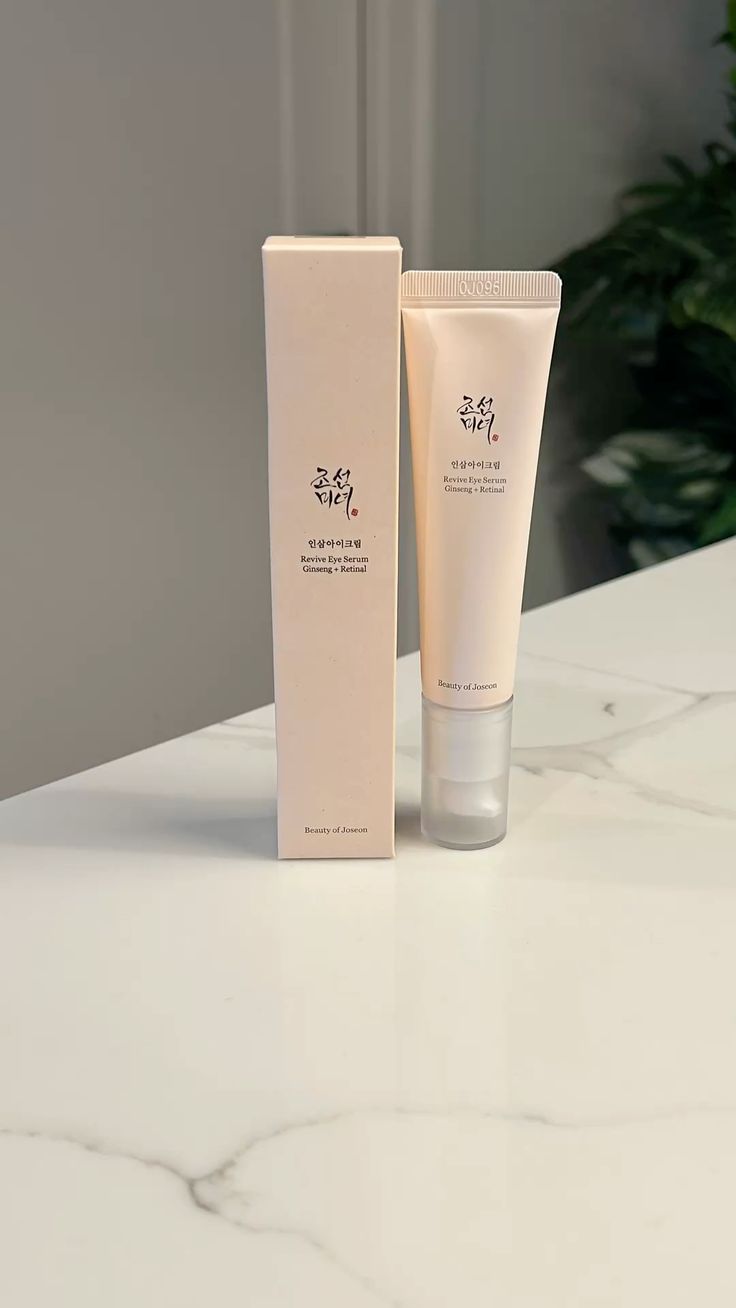 조선
미녀
인삼아이크림
Revive Eye Serum
Ginseng + Retinal
Beauty of Joseon
0J096
조선
미녀
인삼아이크림
Revive Eye Serum
Ginseng + Retinal
Beauty of Joseon